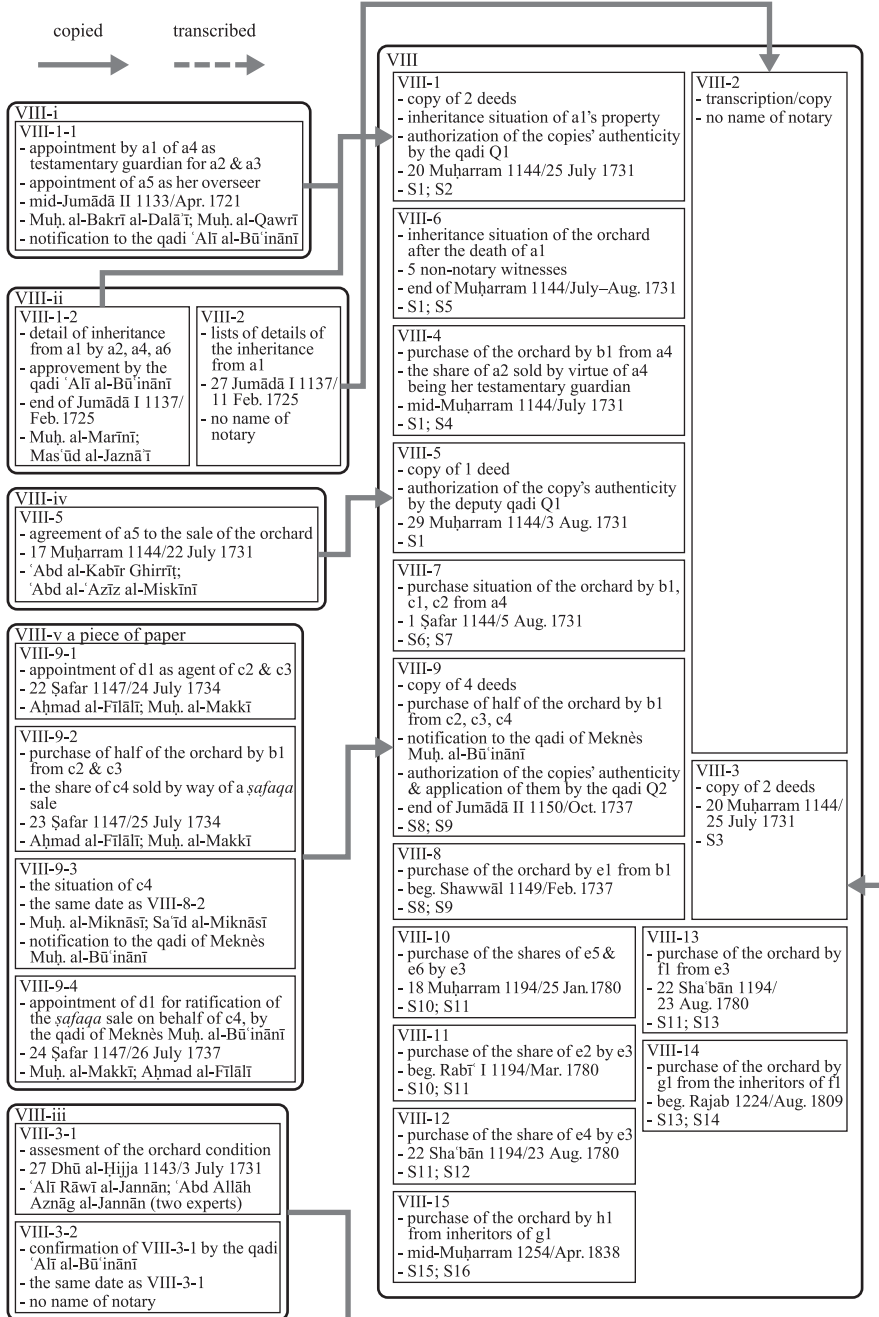 copied
transcribed
VIII-i
VIII-1-1
- appointment by a1 of a4 as
testamentary guardian for a2 & a3
- appointment of a5 as her overseer
- mid-Jumādā II 1133/Apr. 1721
- Muḥ. al-Bakrī al-Dalāʾī; Muḥ. al-Qawrī
- notification to the qadi ʿAlī al-Būʿinānī
VIII-ii
VIII-1-2
- detail of inheritance
from a1 by a2, a4, a6
- approvement by the
qadi ʿAlī al-Būʿinānī
- end of Jumādā I 1137/
Feb. 1725
- Muḥ. al-Marīnī;
Masʿūd al-Jaznāʾī
VIII-2
- lists of details of
the inheritance
from a1
- 27 Jumādā I 1137/
11 Feb. 1725
- no name of
notary
VIII-iv
VIII-5
- agreement of a5 to the sale of the orchard
- 17 Muḥarram 1144/22 July 1731
- ʿAbd al-Kabīr Ghirrīṭ;
ʿAbd al-ʿAzīz al-Miskīnī
VIII-v a piece of paper
VIII-9-1
- appointment of d1 as agent of c2 & c3
- 22 Ṣafar 1147/24 July 1734
- Aḥmad al-Fīlālī; Muḥ. al-Makkī
VIII-9-2
- purchase of half of the orchard by b1
from c2 & c3
- the share of c4 sold by way of a ṣafaqa
sale
- 23 Ṣafar 1147/25 July 1734
- Aḥmad al-Fīlālī; Muḥ. al-Makkī
VIII-9-3
- the situation of c4
- the same date as VIII-8-2
- Muḥ. al-Miknāsī; Saʿīd al-Miknāsī
- notification to the qadi of Meknès
Muḥ. al-Būʿinānī
VIII-9-4
- appointment of d1 for ratification of
the ṣafaqa sale on behalf of c4, by
the qadi of Meknès Muḥ. al-Būʿinānī
- 24 Ṣafar 1147/26 July 1737
- Muḥ. al-Makkī; Aḥmad al-Fīlālī
VIII-iii
VIII-3-1
- assesment of the orchard condition
- 27 Dhū al-Ḥijja 1143/3 July 1731
- ʿAlī Rāwī al-Jannān; ʿAbd Allāh
Aznāg al-Jannān (two experts)
VIII-3-2
- confirmation of VIII-3-1 by the qadi
ʿAlī al-Būʿinānī
- the same date as VIII-3-1
- no name of notary
VIII
VIII-1
- copy of 2 deeds
- inheritance situation of a1's property
- authorization of the copies' authenticity
by the qadi Q1
- 20 Muḥarram 1144/25 July 1731
- S1; S2
VIII-6
- inheritance situation of the orchard
after the death of a1
- 5 non-notary witnesses
- end of Muḥarram 1144/July–Aug. 1731
- S1; S5
VIII-4
- purchase of the orchard by b1 from a4
- the share of a2 sold by virtue of a4
being her testamentary guardian
- mid-Muḥarram 1144/July 1731
- S1; S4
VIII-5
- copy of 1 deed
- authorization of the copy's authenticity
by the deputy qadi Q1
- 29 Muḥarram 1144/3 Aug. 1731
- S1
VIII-7
- purchase situation of the orchard by b1,
c1, c2 from a4
- 1 Ṣafar 1144/5 Aug. 1731
- S6; S7
VIII-9
- copy of 4 deeds
- purchase of half of the orchard by b1
from c2, c3, c4
- notification to the qadi of Meknès
Muḥ. al-Būʿinānī
- authorization of the copies' authenticity
& application of them by the qadi Q2
- end of Jumādā II 1150/Oct. 1737
- S8; S9
VIII-8
- purchase of the orchard by e1 from b1
- beg. Shawwāl 1149/Feb. 1737
- S8; S9
VIII-10
- purchase of the shares of e5 &
e6 by e3
- 18 Muḥarram 1194/25 Jan. 1780
- S10; S11
VIII-11
- purchase of the share of e2 by e3
- beg. Rabīʿ I 1194/Mar. 1780
- S10; S11
VIII-12
- purchase of the share of e4 by e3
- 22 Shaʿbān 1194/23 Aug. 1780
- S11; S12
VIII-15
- purchase of the orchard by h1
from inheritors of g1
- mid-Muḥarram 1254/Apr. 1838
- S15; S16
VIII-2
- transcription/copy
- no name of notary
VIII-3
- copy of 2 deeds
- 20 Muḥarram 1144/
25 July 1731
- S3
VIII-13
- purchase of the orchard by
f1 from e3
- 22 Shaʿbān 1194/
23 Aug. 1780
- S11; S13
VIII-14
- purchase of the orchard by
g1 from the inheritors of f1
- beg. Rajab 1224/Aug. 1809
- S13; S14